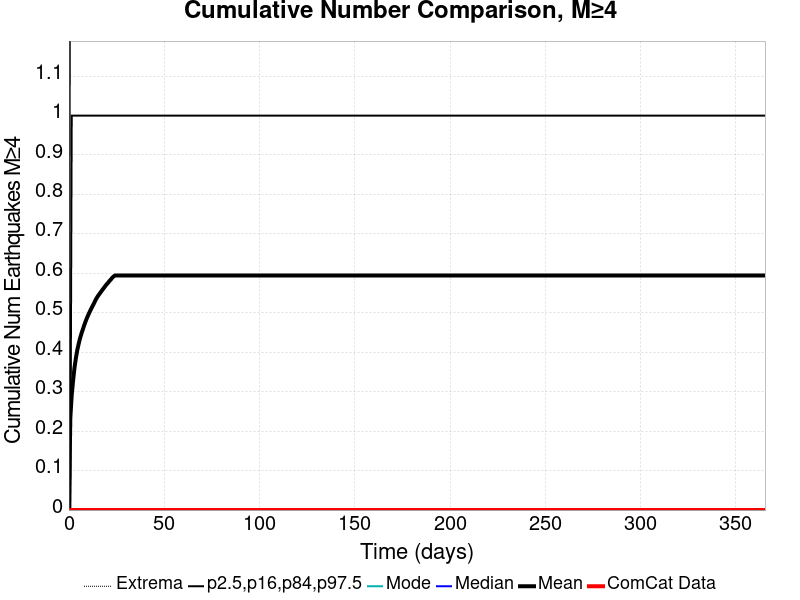 Cumulative Number Comparison, M≥4
Cumulative Num Earthquakes M≥4
1.1
1
0.9
0.8
0.7
0.6
0.5
0.4
0.3
0.2
0.1
0
0 50 100 150 200 250 300 350
Time (days)
Extrema p2.5,p16,p84,p97.5 Mode Median Mean ComCat Data